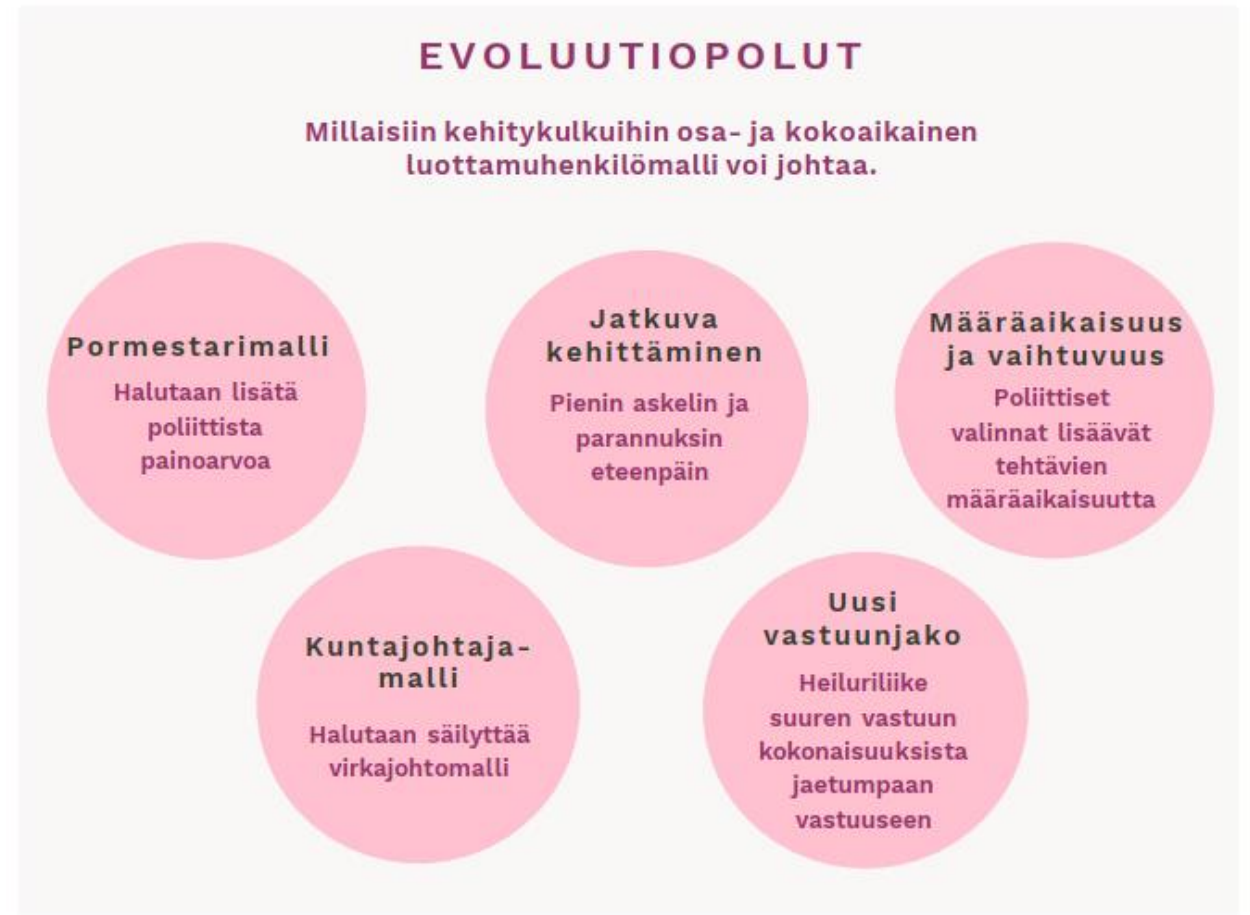 EVOLUUTIOPOLUT
Millaisiin kehitykulkuihin osa- ja kokoaikainen
luottamuhenkilömalli voi johtaa.
Pormestarimalli
Halutaan lisätä
poliittista
painoarvoa
Jatkuva
kehittäminen
Pienin askelin ja
parannuksin
eteenpäin
Määräaikaisuus
ja vaihtuvuus
Poliittiset
valinnat lisäävät
tehtävien
määräaikaisuutta
Kuntajohtaja-
malli
Halutaan säilyttää
virkajohtomalli
Uusi
vastuunjako
Heiluriliike
suuren vastuun
kokonaisuuksista
jaetumpaan
vastuuseen